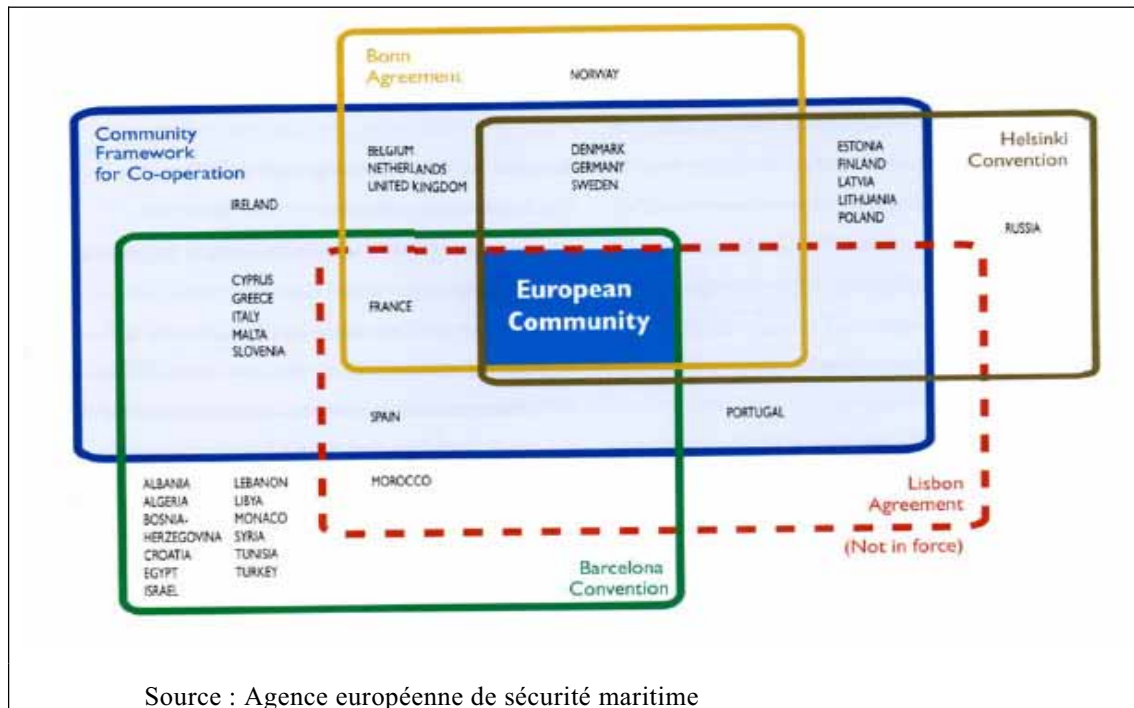 Bonn
Agreement
NORWAY
Community
Framework
for Co-operation
BELGIUM
NETHERLANDS
UNITED KINGDOM
DENMARK
GERMANY
SWEDEN
ESTONIA
FINLAND
LATVIA
LITHUANIA
POLAND
Helsinki
Convention
RUSSIA
IRELAND
CYPRUS
GREECE
ITALY
MALTA
SLOVENIA
FRANCE
European
Community
SPAIN
PORTUGAL
ALBANIA
ALGERIA
BOSNIA-
HERZEGOVINA
CROATIA
EGYPT
ISRAEL
LEBANON
LIBYA
MONACO
SYRIA
TUNISIA
TURKEY
MOROCCO
Lisbon
Agreement
(Not in force)
Barcelona
Convention
Source : Agence européenne de sécurité maritime